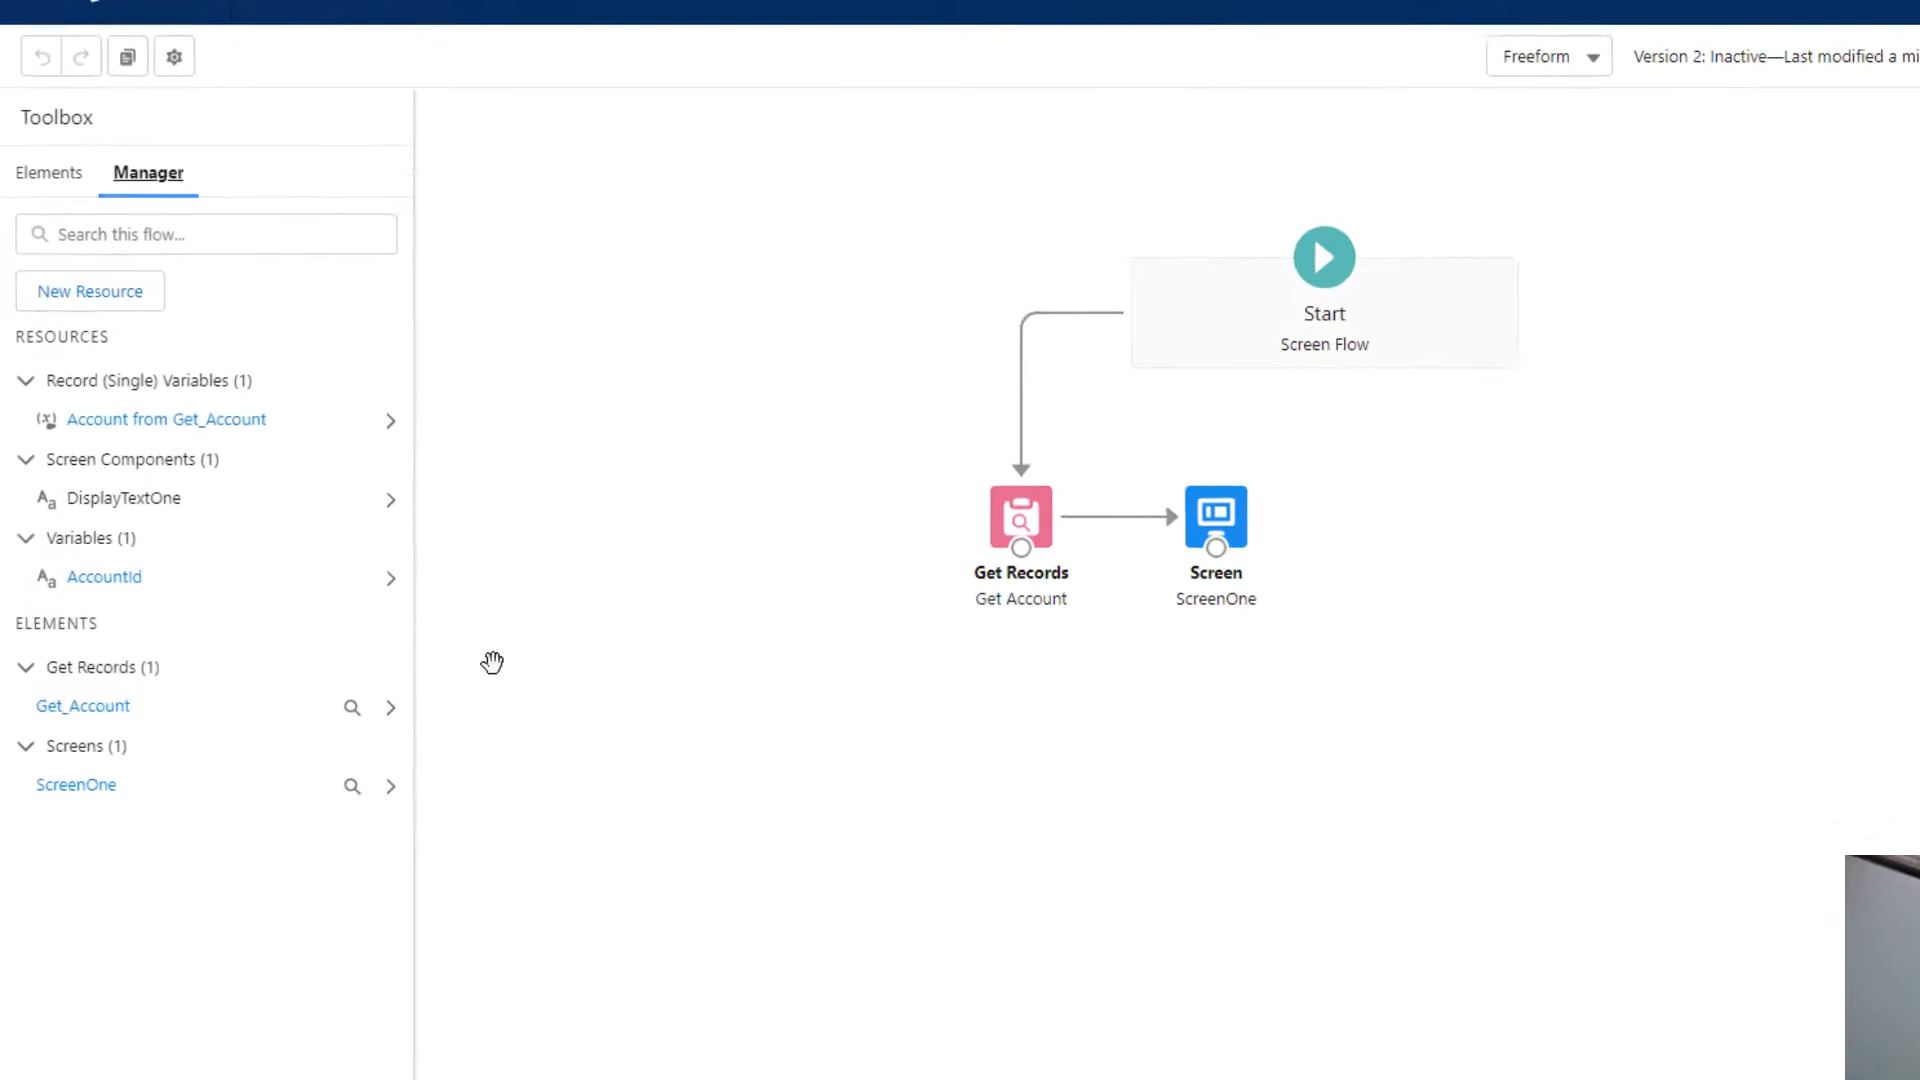 Freeform
Version 2: Inactive—Last modified a mi
Toolbox
Elements
Manager
Search this flow...
New Resource
RESOURCES
Record (Single) Variables (1)
Account from Get_Account
Screen Components (1)
DisplayTextOne
Variables (1)
AccountId
ELEMENTS
Get Records (1)
Get_Account
Screens (1)
ScreenOne
Start
Screen Flow
Get Records
Get Account
Screen
ScreenOne